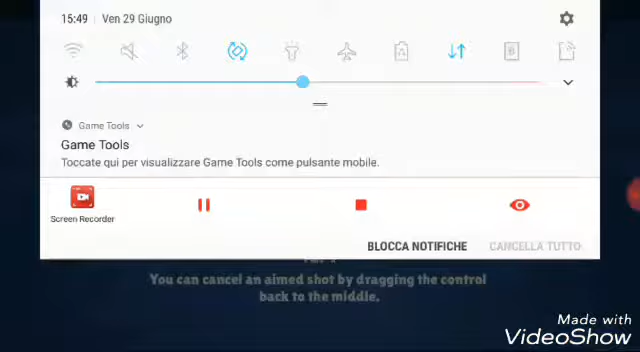 15:49 | Ven 29 Giugno
Game Tools
Game Tools
Toccate qui per visualizzare Game Tools come pulsante mobile.
Screen Recorder
BLOCCA NOTIFICHE CANCELLA TUTTO
You can cancel an aimed shot by dragging the control
back to the middle.
Made with
VideoShow